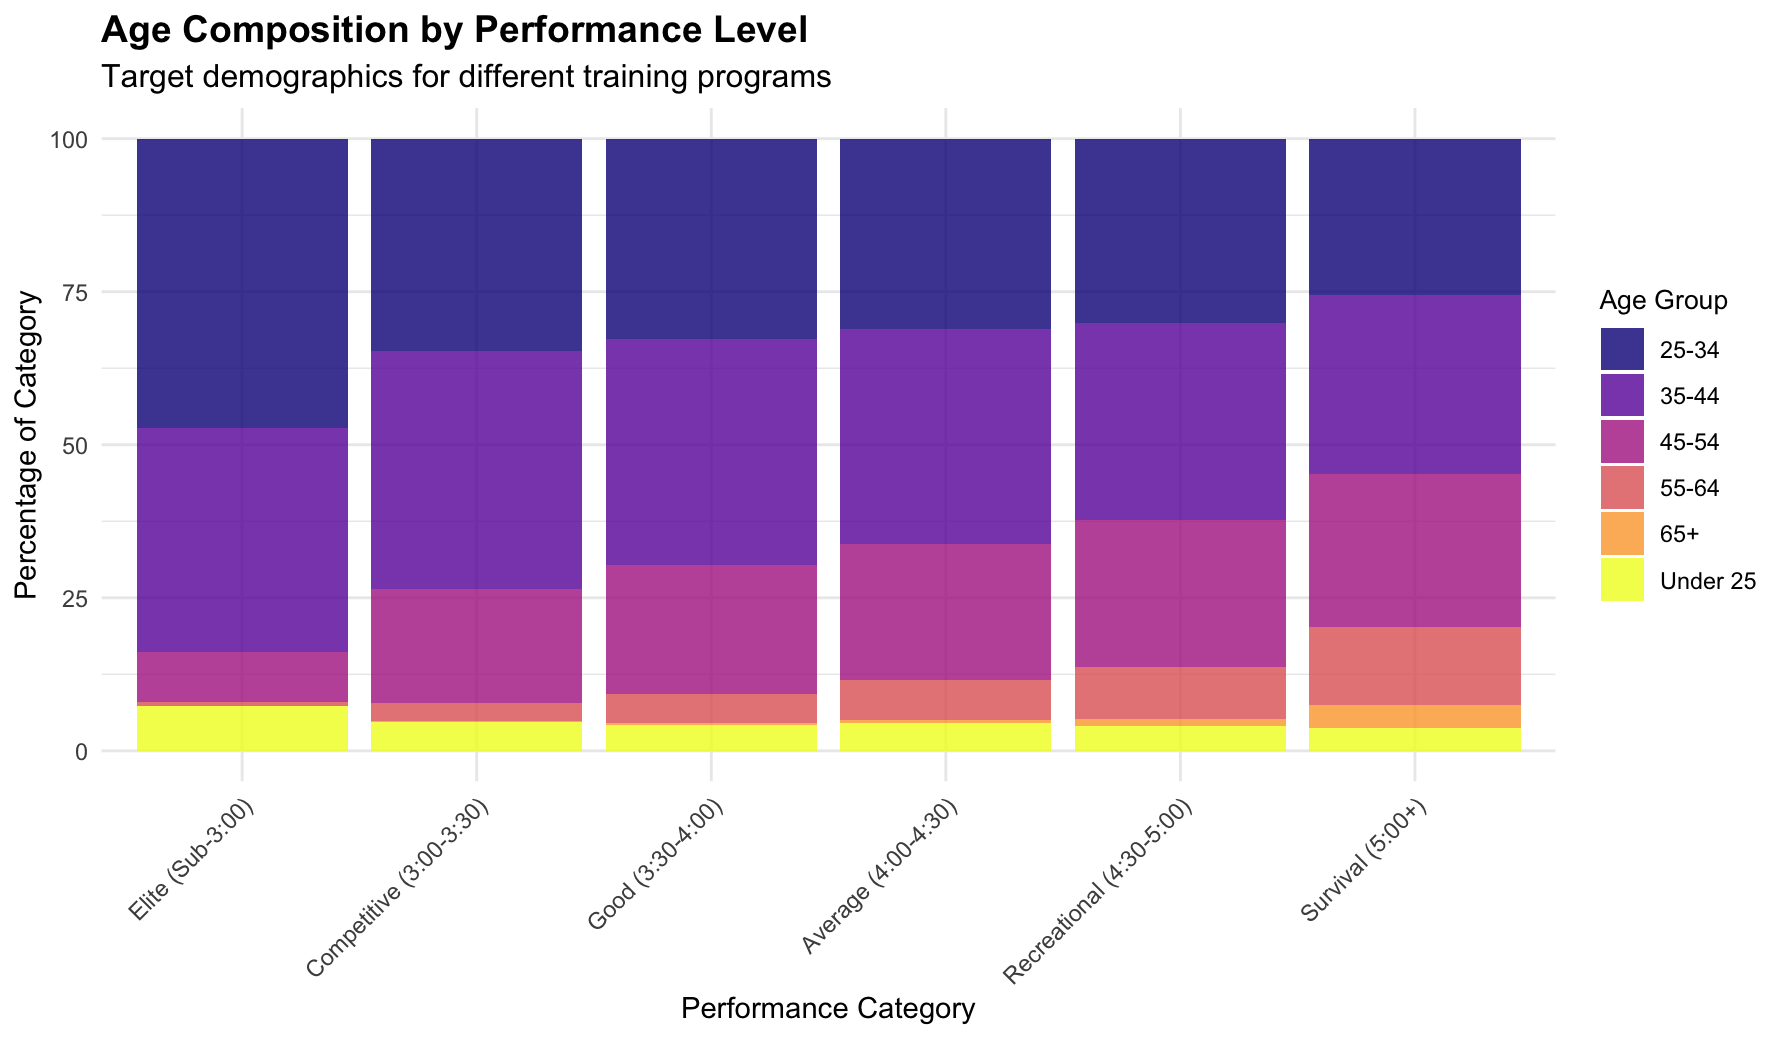 Age Composition by Performance Level
Target demographics for different training programs
Percentage of Category
100
75
50
25
0
Elite (Sub-3:00)
Competitive (3:00-3:30)
Good (3:30-4:00)
Average (4:00-4:30)
Recreational (4:30-5:00)
Survival (5:00+)
Performance Category
Age Group
25-34
35-44
45-54
55-64
65+
Under 25